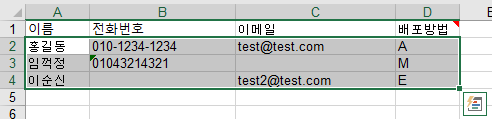 A B C D E
1 이름 전화번호 이메일 배포방법
2 홍길동 010-1234-1234 test@test.com A
3 임꺽정 01043214321 M
4 이순신 test2@test.com E
5
6